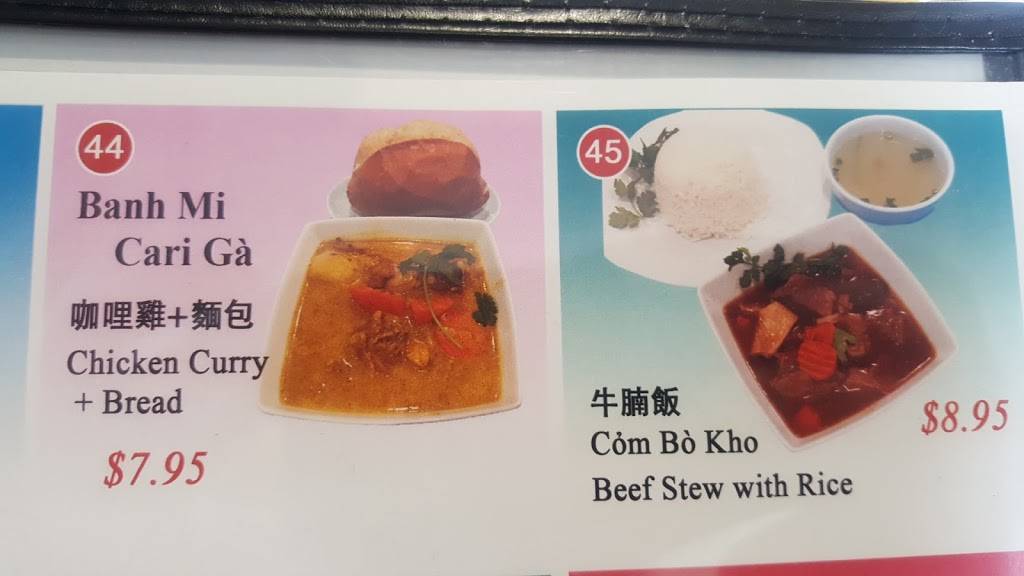 44
Banh Mi
Cari Gà
咖哩雞+麵包
Chicken Curry
+ Bread
$7.95
45
牛腩飯
Cỏm Bò Kho
Beef Stew with Rice
$8.95